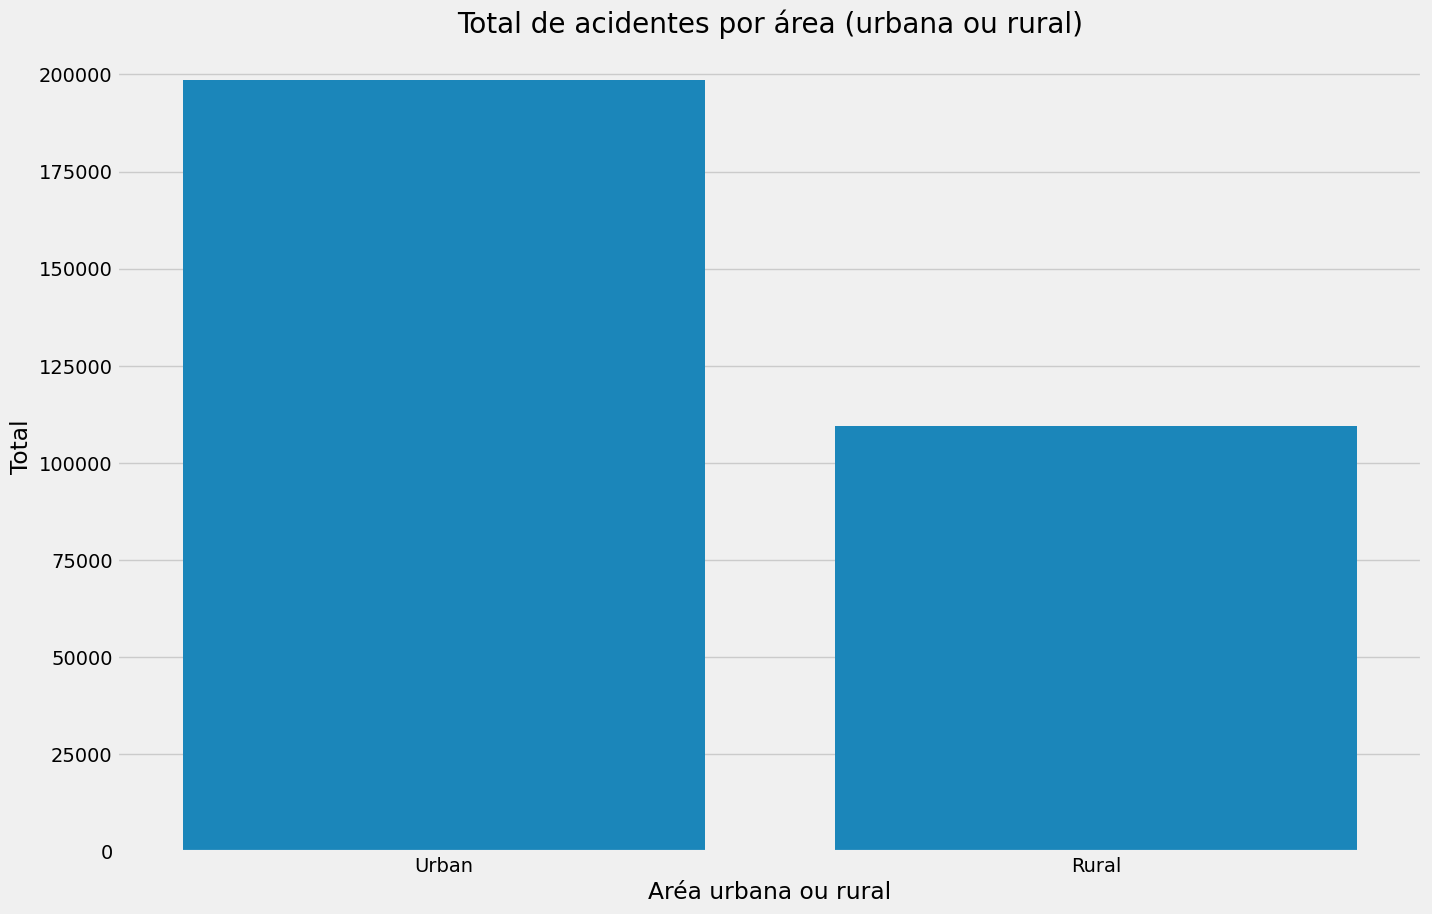 Total de acidentes por área (urbana ou rural)
200000
175000
150000
125000
100000
75000
50000
25000
0
Total
Urban
Rural
Aréa urbana ou rural